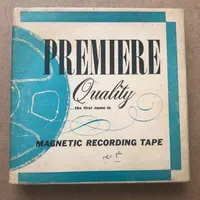 PREMIERE
Quality
...the first name in
MAGNETIC RECORDING TAPE